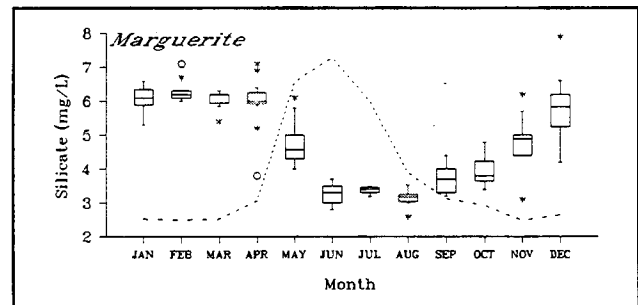 Marguerite
Silicate (mg/L)
8
7
6
5
4
3
2
JAN FEB MAR APR MAY JUN JUL AUG SEP OCT NOV DEC
Month